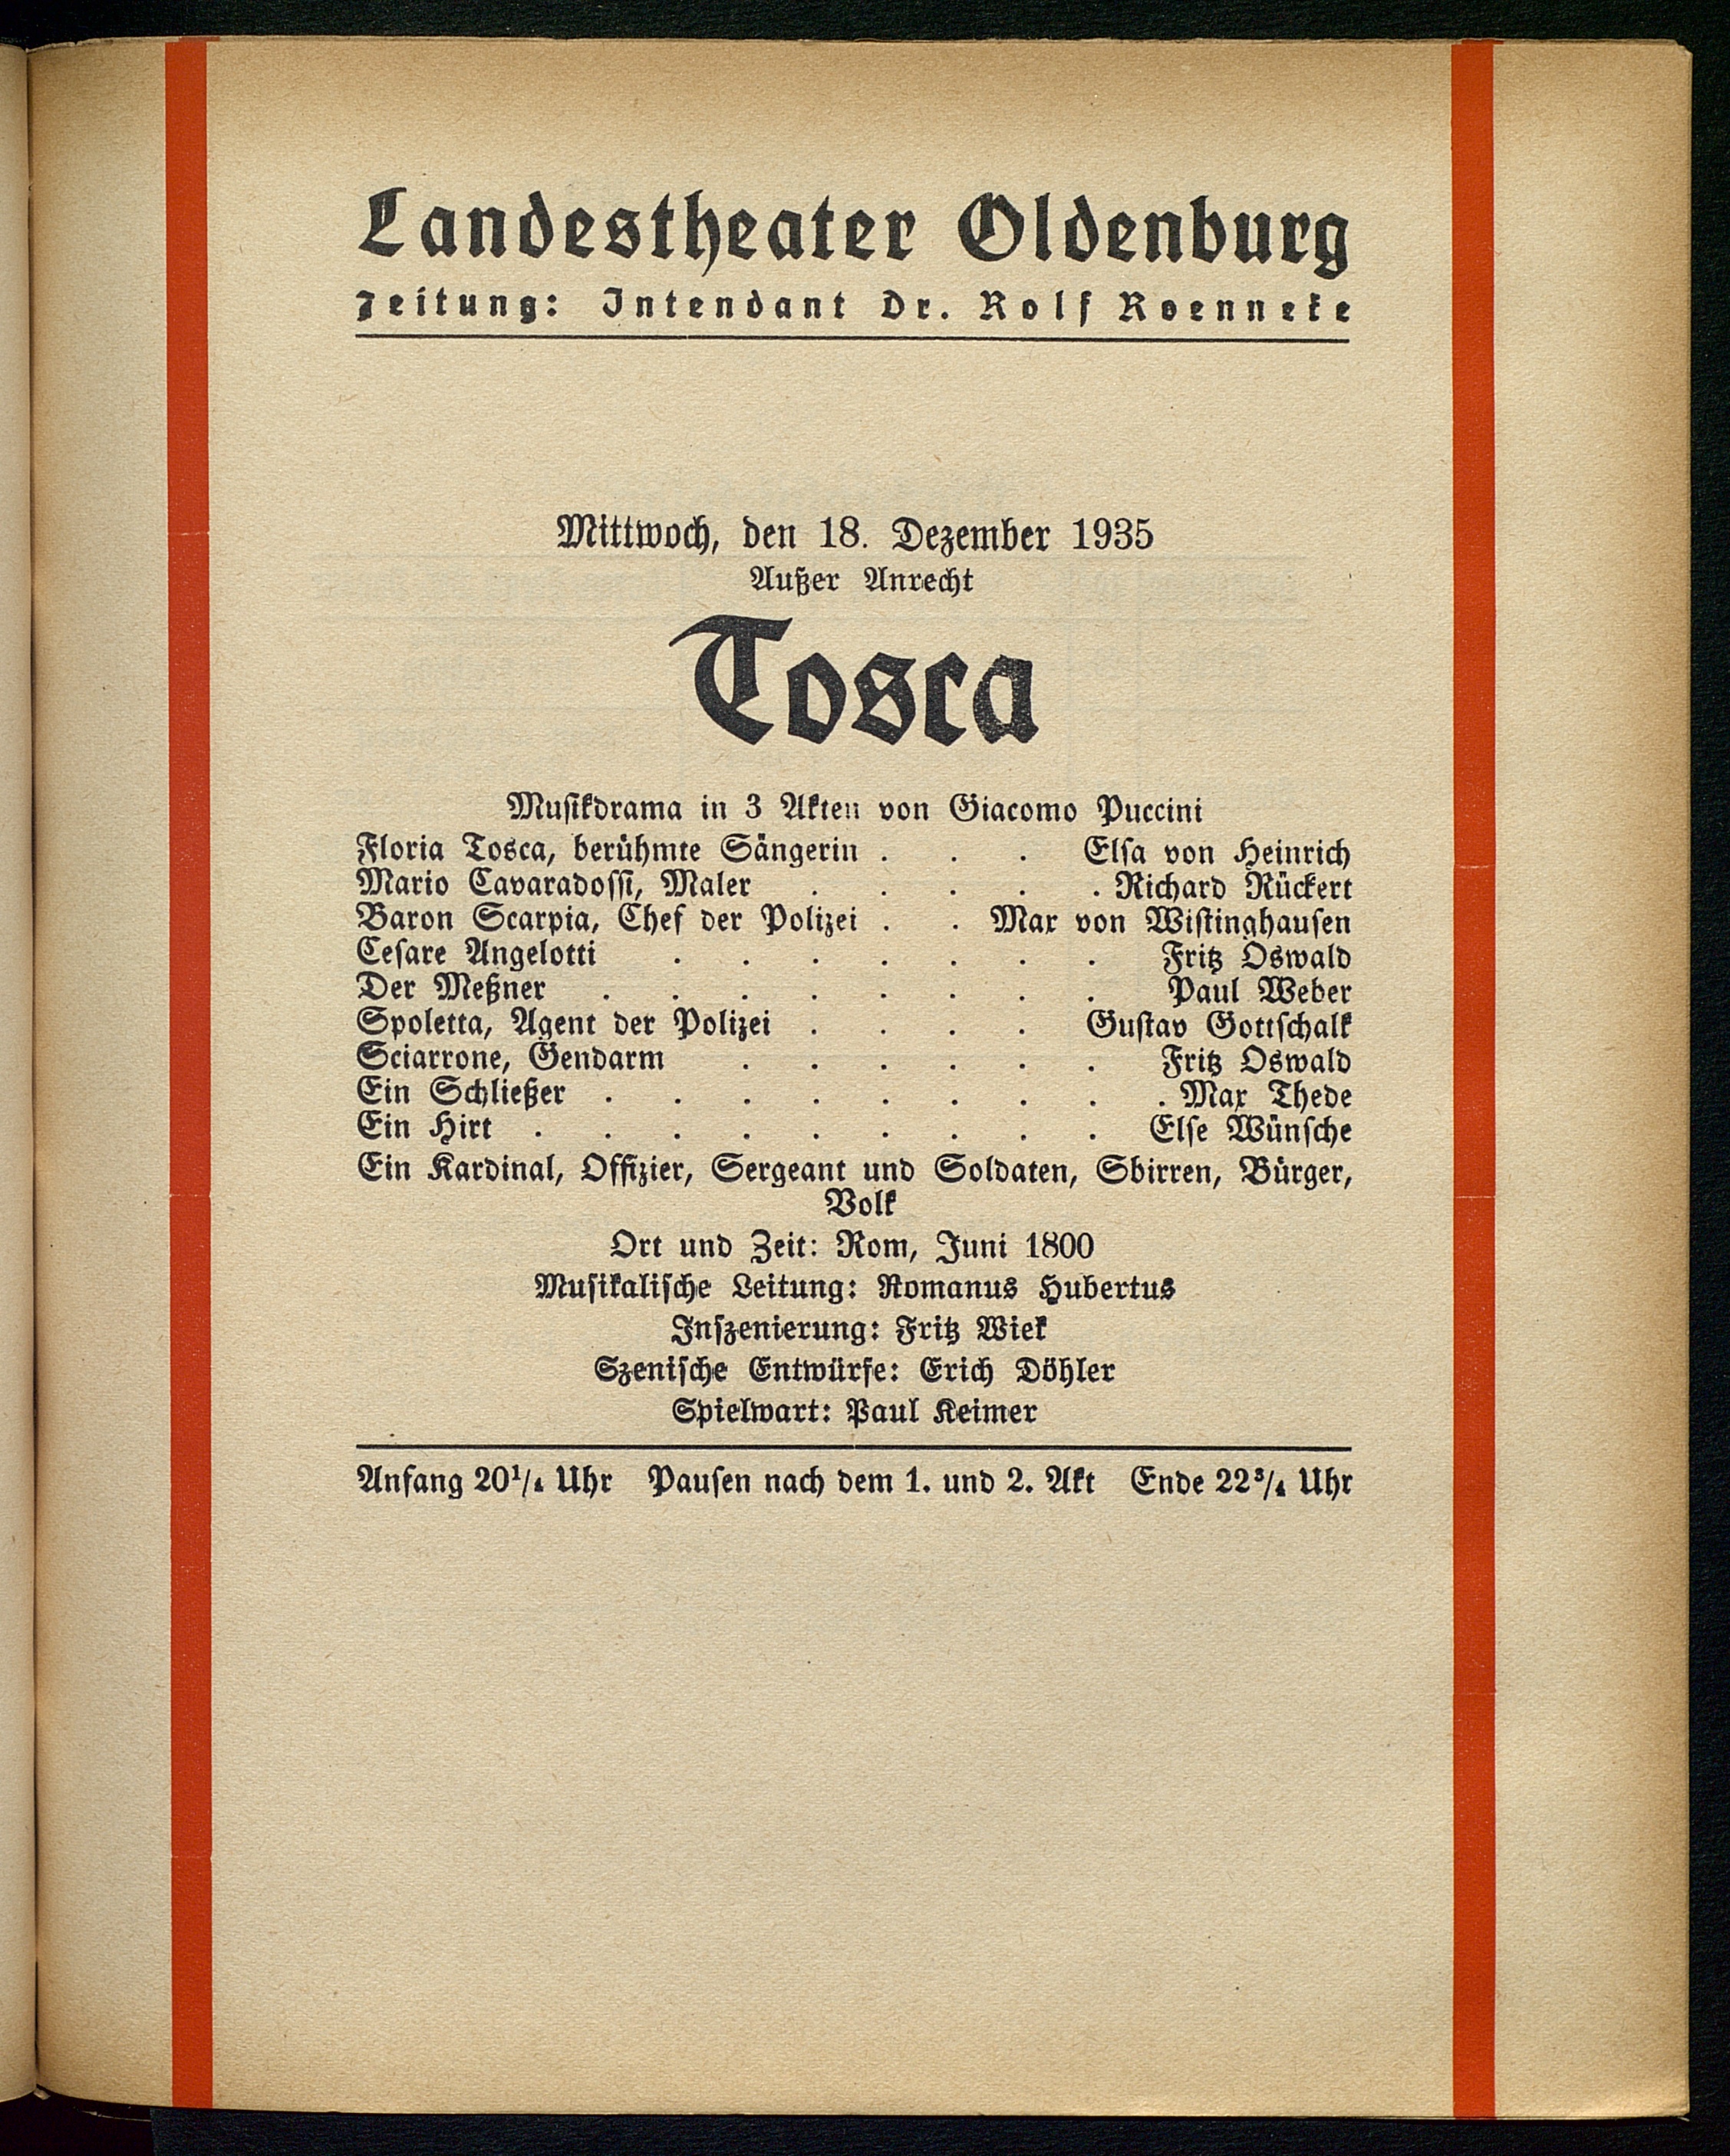 Landestheater Oldenburg
Leitung: Intendant Dr. Rolf Roenneke
Mittwoch, den 18. Dezember 1935
Außer Anrecht
Tosca
Musikdrama in 3 Akten von Giacomo Puccini
Floria Tosca, berühmte Sängerin . . . Elsa von Heinrich
Mario Cavaradossi, Maler . . . . . Richard Rückert
Baron Scarpia, Chef der Polizei . . Max von Wistinghausen
Cesare Angelotti . . . . . . . Fritz Oswald
Der Meßner . . . . . . . . Paul Weber
Spoletta, Agent der Polizei . . . . Gustav Gottschalk
Sciarrone, Gendarm . . . . . . Fritz Oswald
Ein Schließer . . . . . . . . . Max Thede
Ein Hirt . . . . . . . . . Else Wünsche
Ein Kardinal, Offizier, Sergeant und Soldaten, Sbirren, Bürger,
Volk
Ort und Zeit: Rom, Juni 1800
Musikalische Leitung: Romanus Hubertus
Inszenierung: Fritz Wiek
Szenische Entwürfe: Erich Döhler
Spielwart: Paul Keimer
Anfang 20¹/₄ Uhr Pausen nach dem 1. und 2. Akt Ende 22³/₄ Uhr